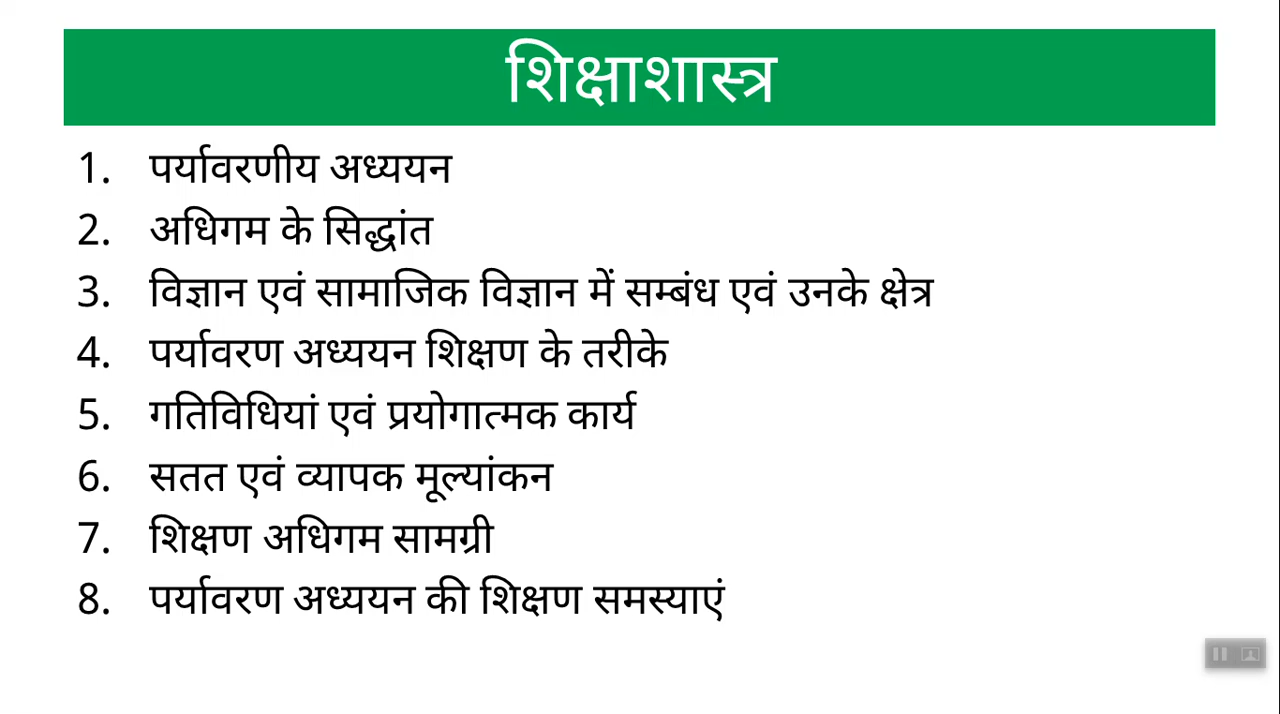 शिक्षाशास्त्र
1. पर्यावरणीय अध्ययन
2. अधिगम के सिद्धांत
3. विज्ञान एवं सामाजिक विज्ञान में सम्बंध एवं उनके क्षेत्र
4. पर्यावरण अध्ययन शिक्षण के तरीके
5. गतिविधियां एवं प्रयोगात्मक कार्य
6. सतत एवं व्यापक मूल्यांकन
7. शिक्षण अधिगम सामग्री
8. पर्यावरण अध्ययन की शिक्षण समस्याएं